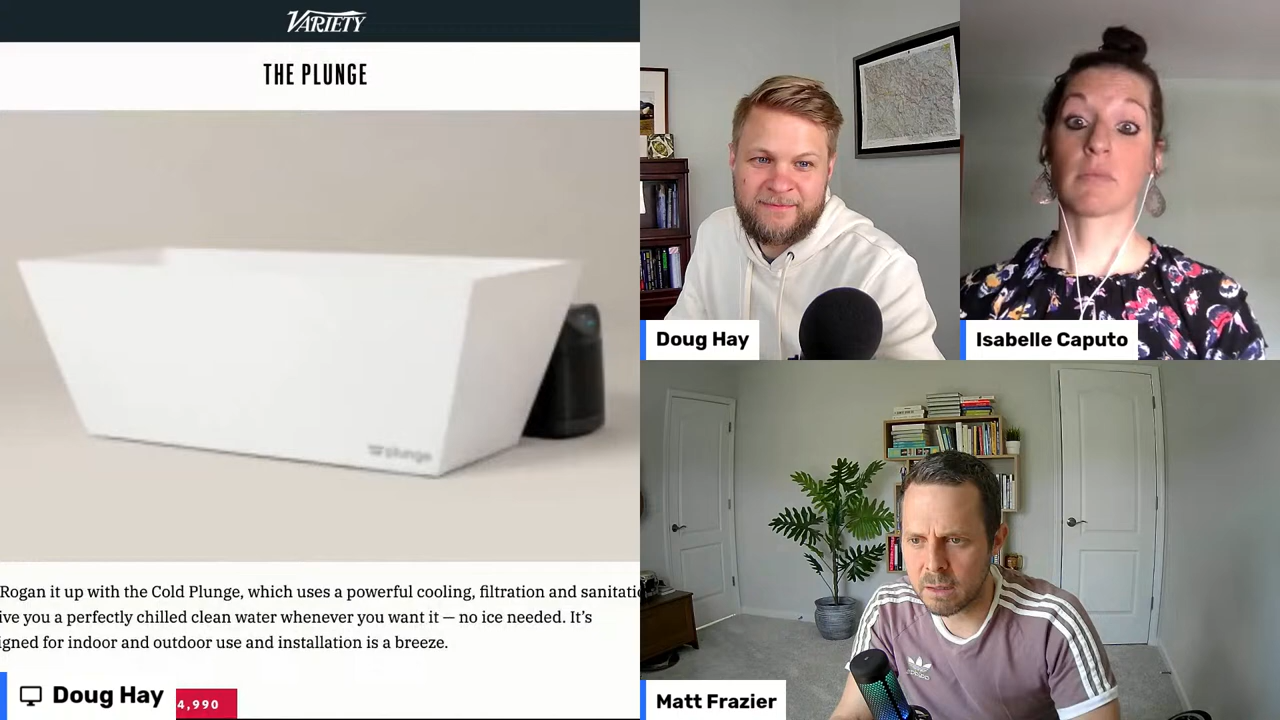 VARIETY
THE PLUNGE
plunge
Rogan it up with the Cold Plunge, which uses a powerful cooling, filtration and
ive you a perfectly chilled clean water whenever you want it — no ice needed. It’s
igned for indoor and outdoor use and installation is a breeze.
Doug Hay
4,990
Doug Hay
Isabelle Caputo
Matt Frazier